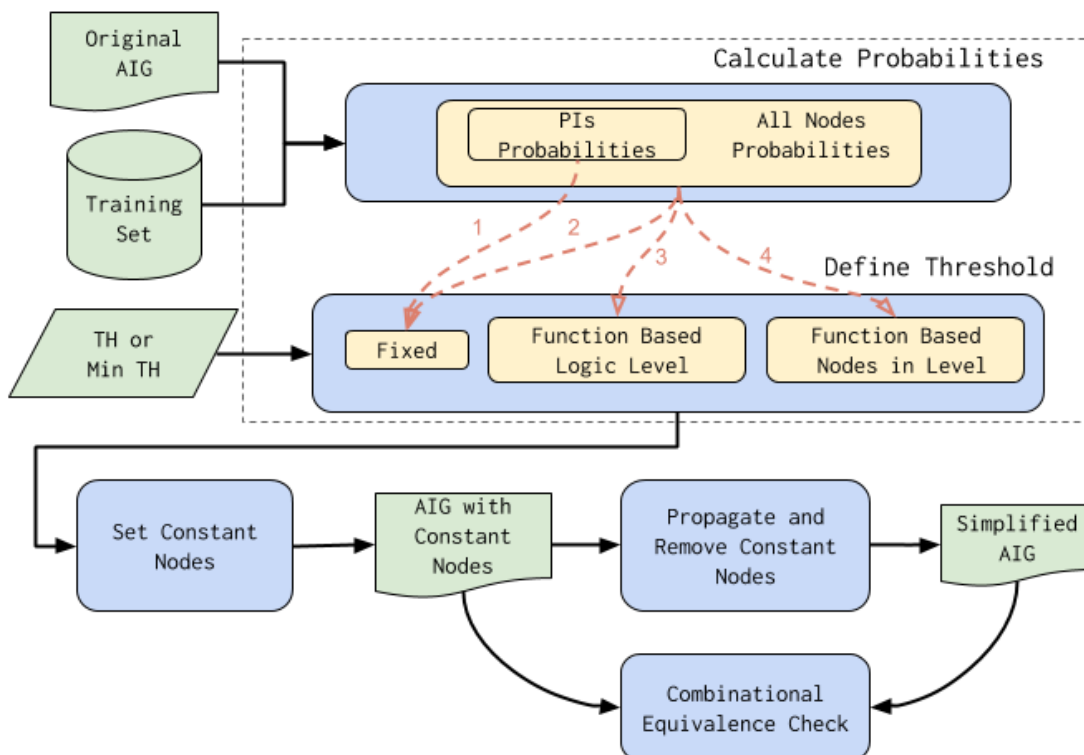 Original
AIG
Calculate Probabilities
PIs
Probabilities
All Nodes
Probabilities
Training
Set
1
2
3
4
Define Threshold
TH or
Min TH
Fixed
Function Based
Logic Level
Function Based
Nodes in Level
Set Constant
Nodes
AIG with
Constant
Nodes
Propagate and
Remove Constant
Nodes
Simplified
AIG
Combinational
Equivalence Check